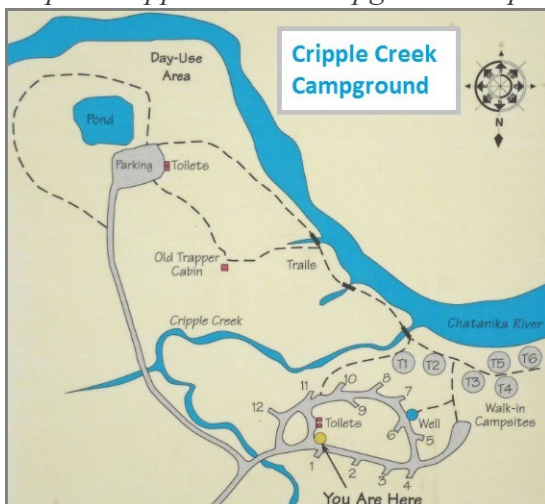 Cripple Creek
Campground
Day-Use
Area
N
Pond
Parking
Toilets
Old Trapper
Cabin
Trails
Cripple Creek
Chatanika River
T1
T2
T5
T6
T3
T4
Walk-in
Campsites
11
10
8
7
9
12
Toilets
Well
6
5
1
2
3
4
You Are Here